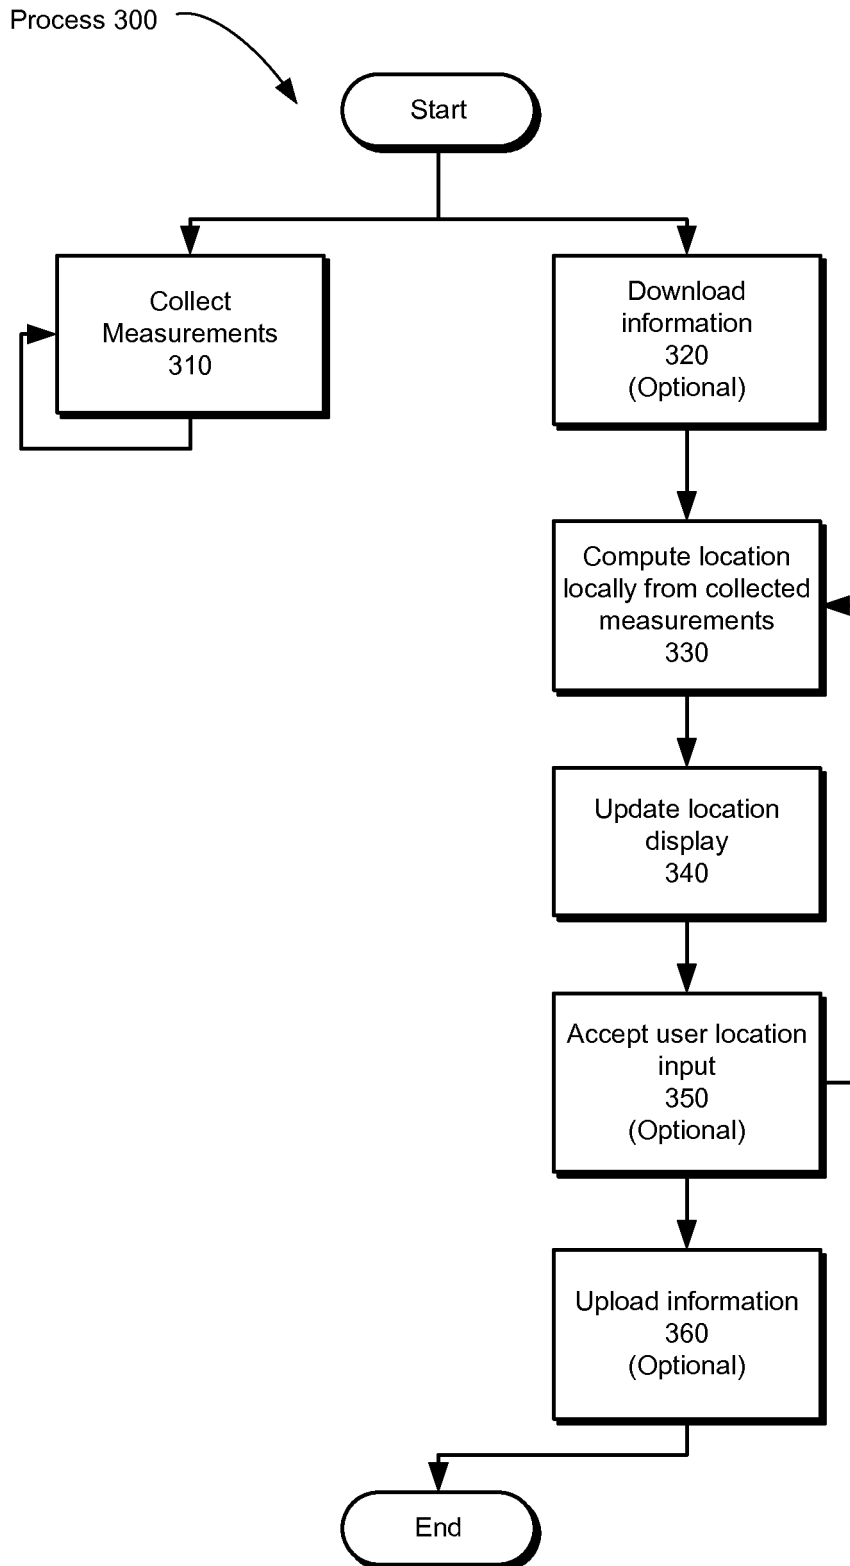 Process 300
Start
Collect
Measurements
310
Download
information
320
(Optional)
Compute location
locally from collected
measurements
330
Update location
display
340
Accept user location
input
350
(Optional)
Upload information
360
(Optional)
End